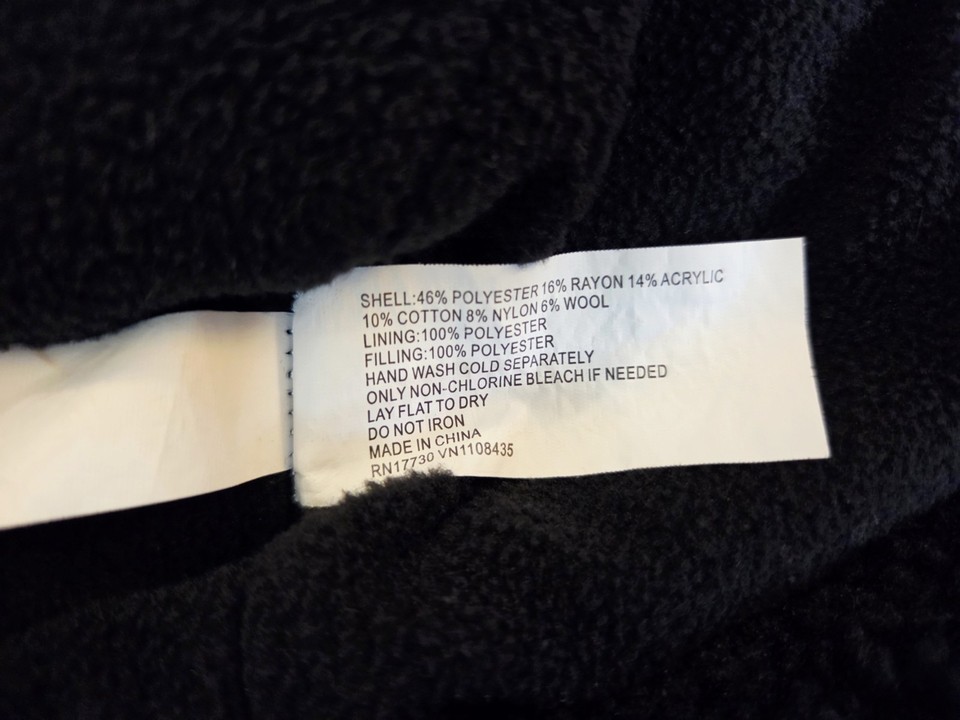 SHELL:46% POLYESTER 16% RAYON 14% ACRYLIC
10% COTTON 8% NYLON 6% WOOL
LINING:100% POLYESTER
FILLING:100% POLYESTER
HAND WASH COLD SEPARATELY
ONLY NON-CHLORINE BLEACH IF NEEDED
LAY FLAT TO DRY
DO NOT IRON
MADE IN CHINA
RN17730 VN1108435